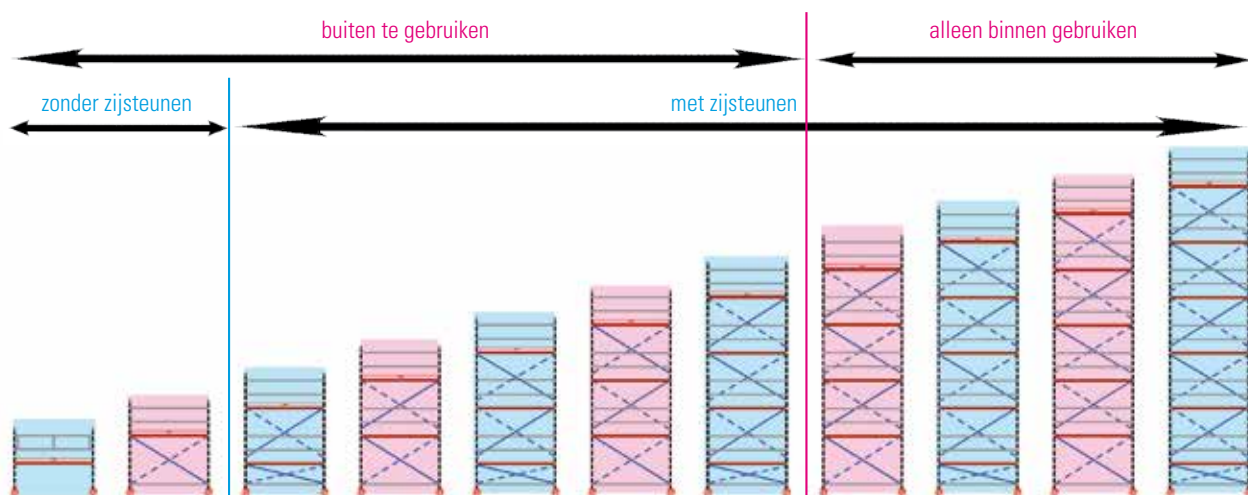 buiten te gebruiken
alleen binnen gebruiken
zonder zijsteunen
met zijsteunen